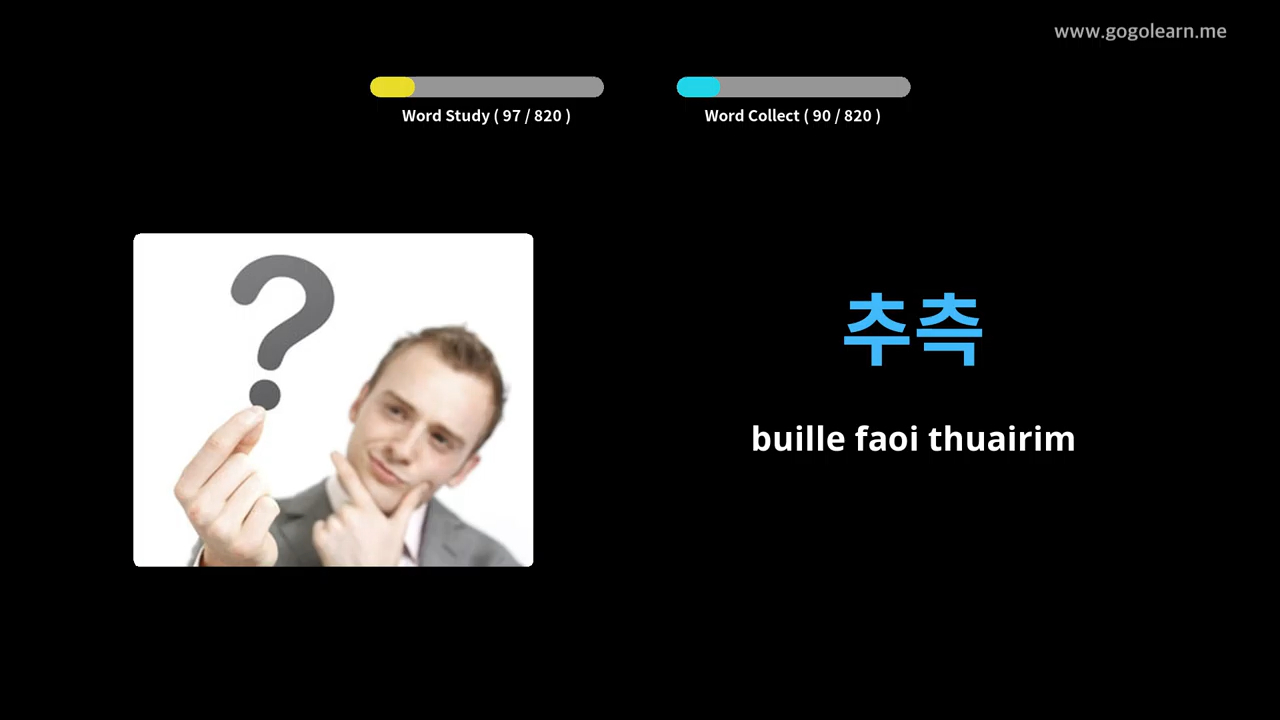 www.gogolearn.me
Word Study ( 97 / 820 )
Word Collect ( 90 / 820 )
추측
buille faoi thuairim